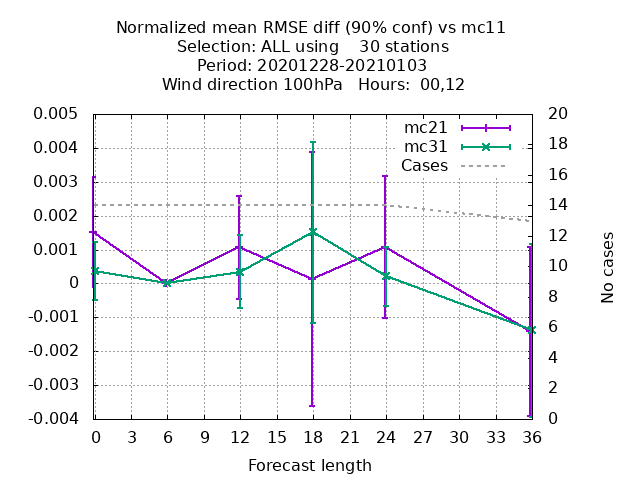 Normalized mean RMSE diff (90% conf) vs mc11
Selection: ALL using    30 stations
Period: 20201228-20210103
Wind direction 100hPa   Hours:  00,12
0.005
0.004
0.003
0.002
0.001
0
-0.001
-0.002
-0.003
-0.004
mc21
mc31
Cases
20
18
16
14
12
10
8
6
4
2
0
No cases
0 3 6 9 12 15 18 21 24 27 30 33 36
Forecast length